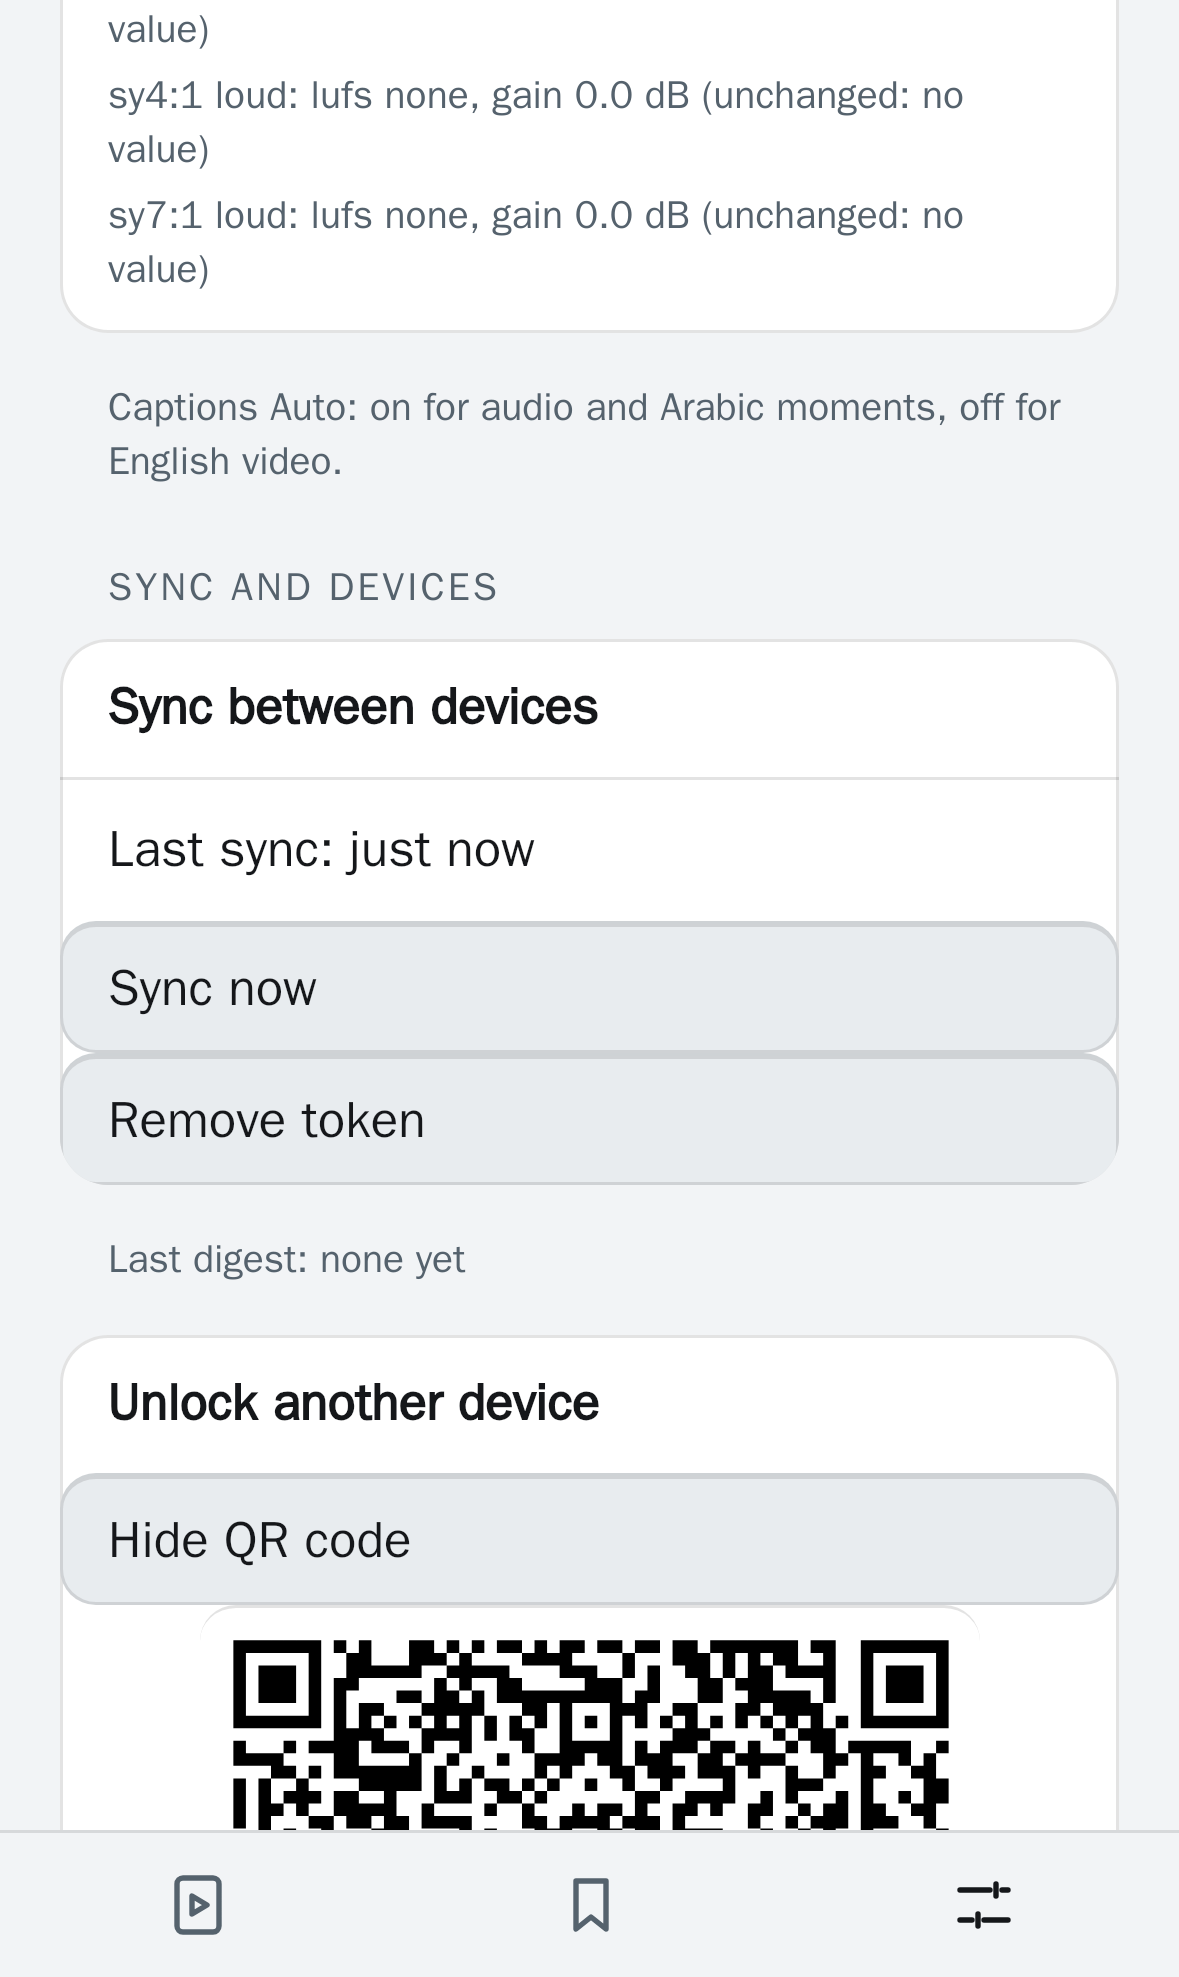 value)
sy4:1 loud: lufs none, gain 0.0 dB (unchanged: no
value)
sy7:1 loud: lufs none, gain 0.0 dB (unchanged: no
value)
Captions Auto: on for audio and Arabic moments, off for
English video.
SYNC AND DEVICES
Sync between devices
Last sync: just now
Sync now
Remove token
Last digest: none yet
Unlock another device
Hide QR code